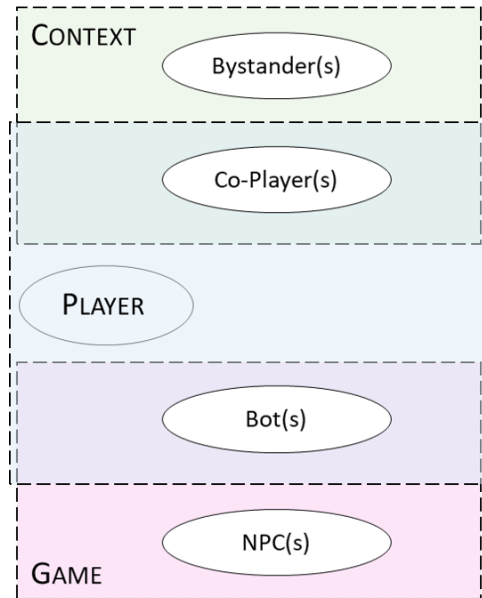 CONTEXT
Bystander(s)
Co-Player(s)
PLAYER
Bot(s)
NPC(s)
GAME